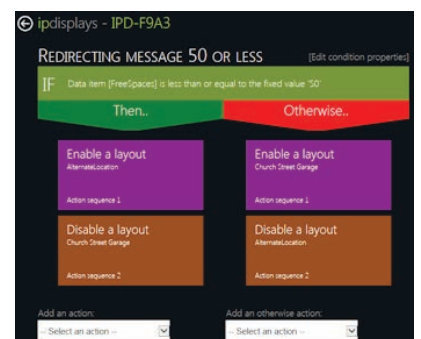 ipdisplays - IPD-F9A3
REDIRECTING MESSAGE 50 OR LESS
[Edit condition properties]
IF Data item [FreeSpaces] is less than or equal to the fixed value '50'
Then..
Otherwise..
Enable a layout
AlternateLocation
Action sequence 1
Enable a layout
Church Street Garage
Action sequence 1
Disable a layout
Church Street Garage
Action sequence 2
Disable a layout
AlternateLocation
Action sequence 2
Add an action:
-- Select an action --
Add an otherwise action:
-- Select an action --